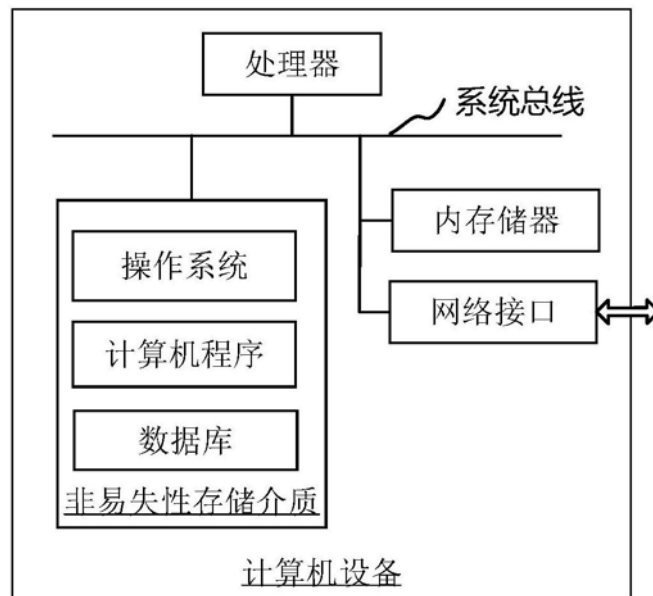 处理器
系统总线
操作系统
内存储器
计算机程序
网络接口
数据库
非易失性存储介质
计算机设备